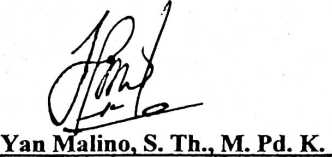 Yan Malino, S. Th., M. Pd. K.